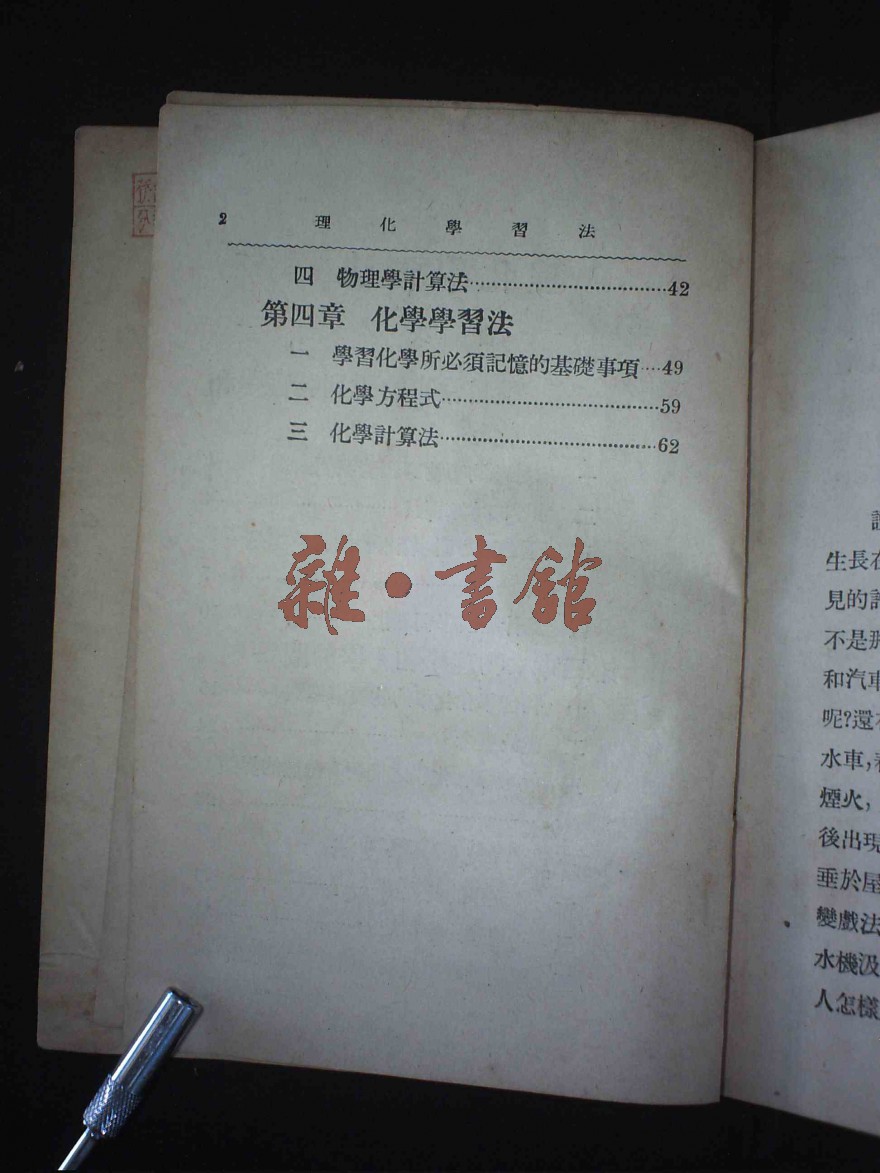 2 理化學習法
四 物理學計算法……………………………42
第四章 化學學習法
一 學習化學所必須記憶的基礎事項……49
二 化學方程式……………………………59
三 化學計算法……………………………62
雜·書館
生長在
見的
不是
和汽車
呢?還
水車,
煙火,
後出現
垂於屋
變戲法
水機汲
人怎樣